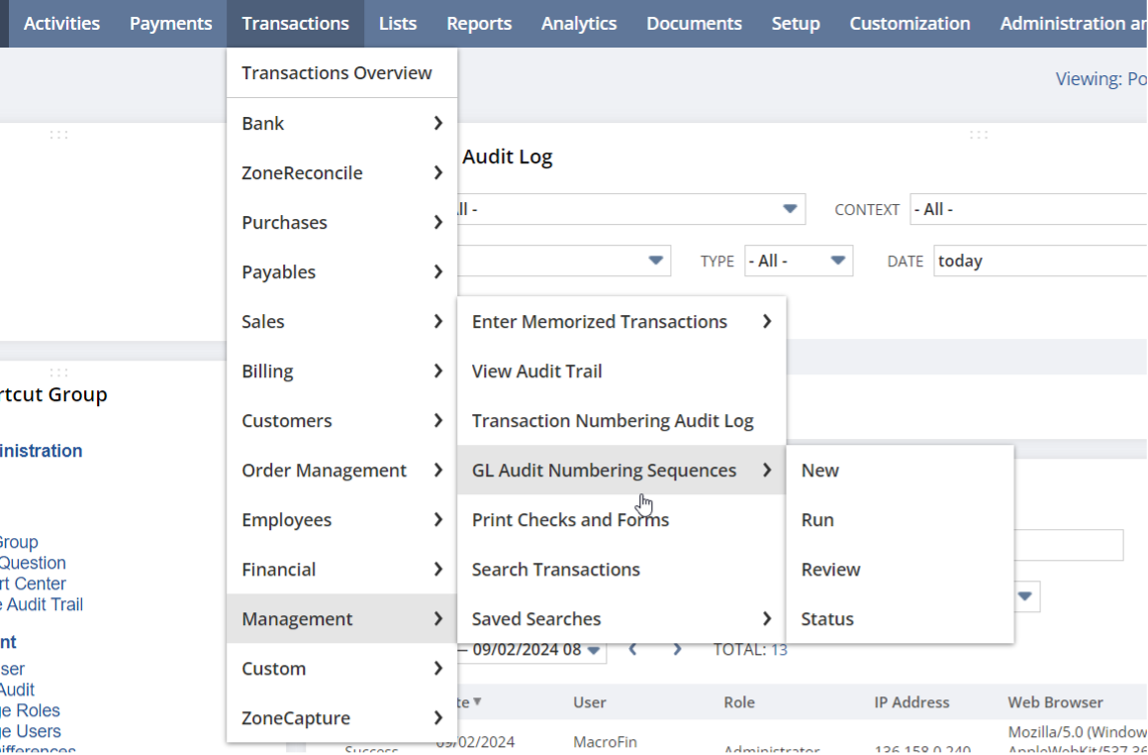 Activities Payments Transactions Lists Reports Analytics Documents Setup Customization Administration an
Transactions Overview
Viewing: Po
Bank
ZoneReconcile
Purchases
Payables
Sales
Billing
Customers
Order Management
Employees
Financial
Management
Custom
ZoneCapture
Audit Log
ll - CONTEXT - All -
TYPE - All - DATE today
Enter Memorized Transactions
View Audit Trail
Transaction Numbering Audit Log
GL Audit Numbering Sequences
Print Checks and Forms
Search Transactions
Saved Searches
New
Run
Review
Status
rtcut Group
inistration
Group
Question
rt Center
e Audit Trail
nt
ser
Audit
ge Roles
ge Users
ifferences
– 09/02/2024 08 TOTAL: 13
te User Role IP Address Web Browser
Success 09/02/2024 MacroFin Administrator 136.158.0.240 Mozilla/5.0 (Window
AppleWebKit/537.36